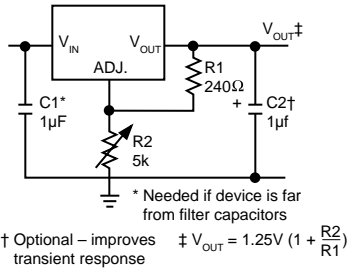 V_OUT‡
V_IN V_OUT
ADJ.
R1
240Ω
C1*
1µF
+ C2†
1µf
R2
5k
* Needed if device is far
from filter capacitors
† Optional – improves
transient response
‡ V_OUT = 1.25V (1 + R2/R1)